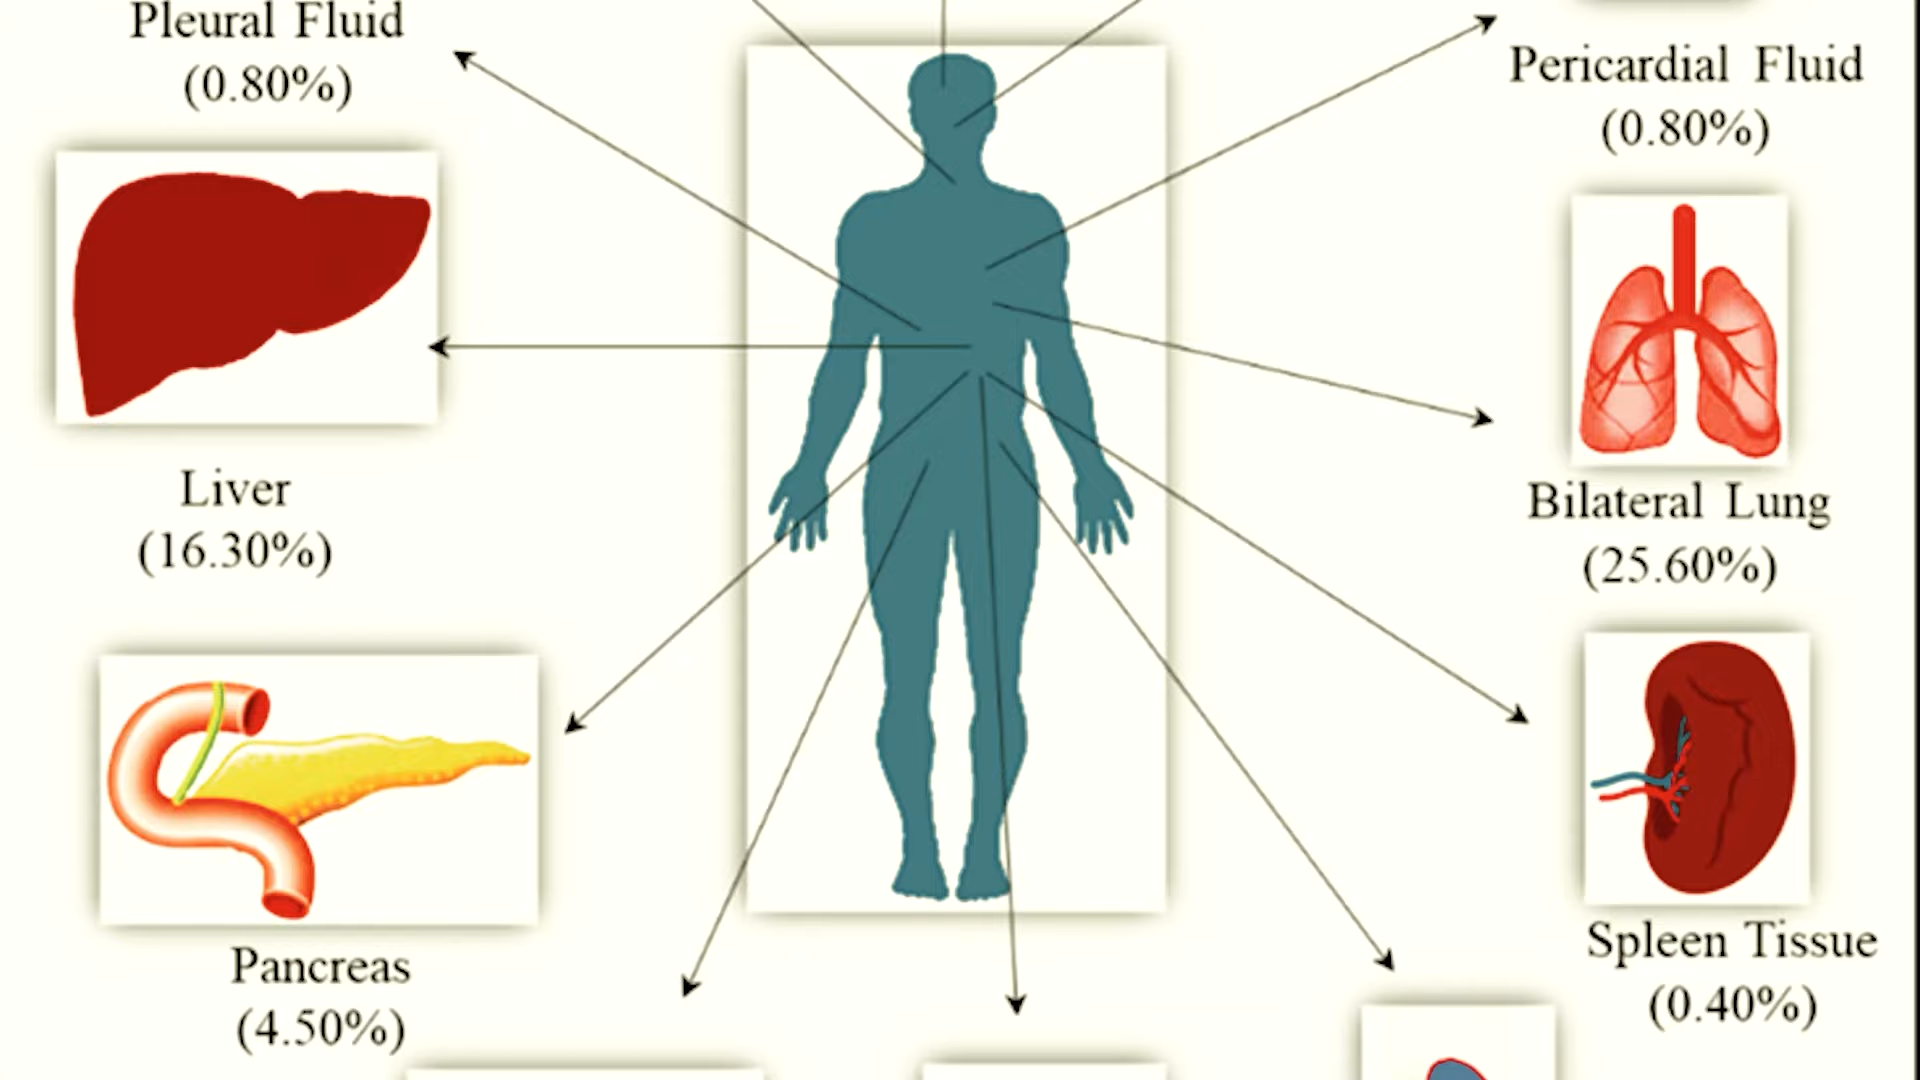 Pleural Fluid
(0.80%)
Liver
(16.30%)
Pancreas
(4.50%)
Pericardial Fluid
(0.80%)
Bilateral Lung
(25.60%)
Spleen Tissue
(0.40%)